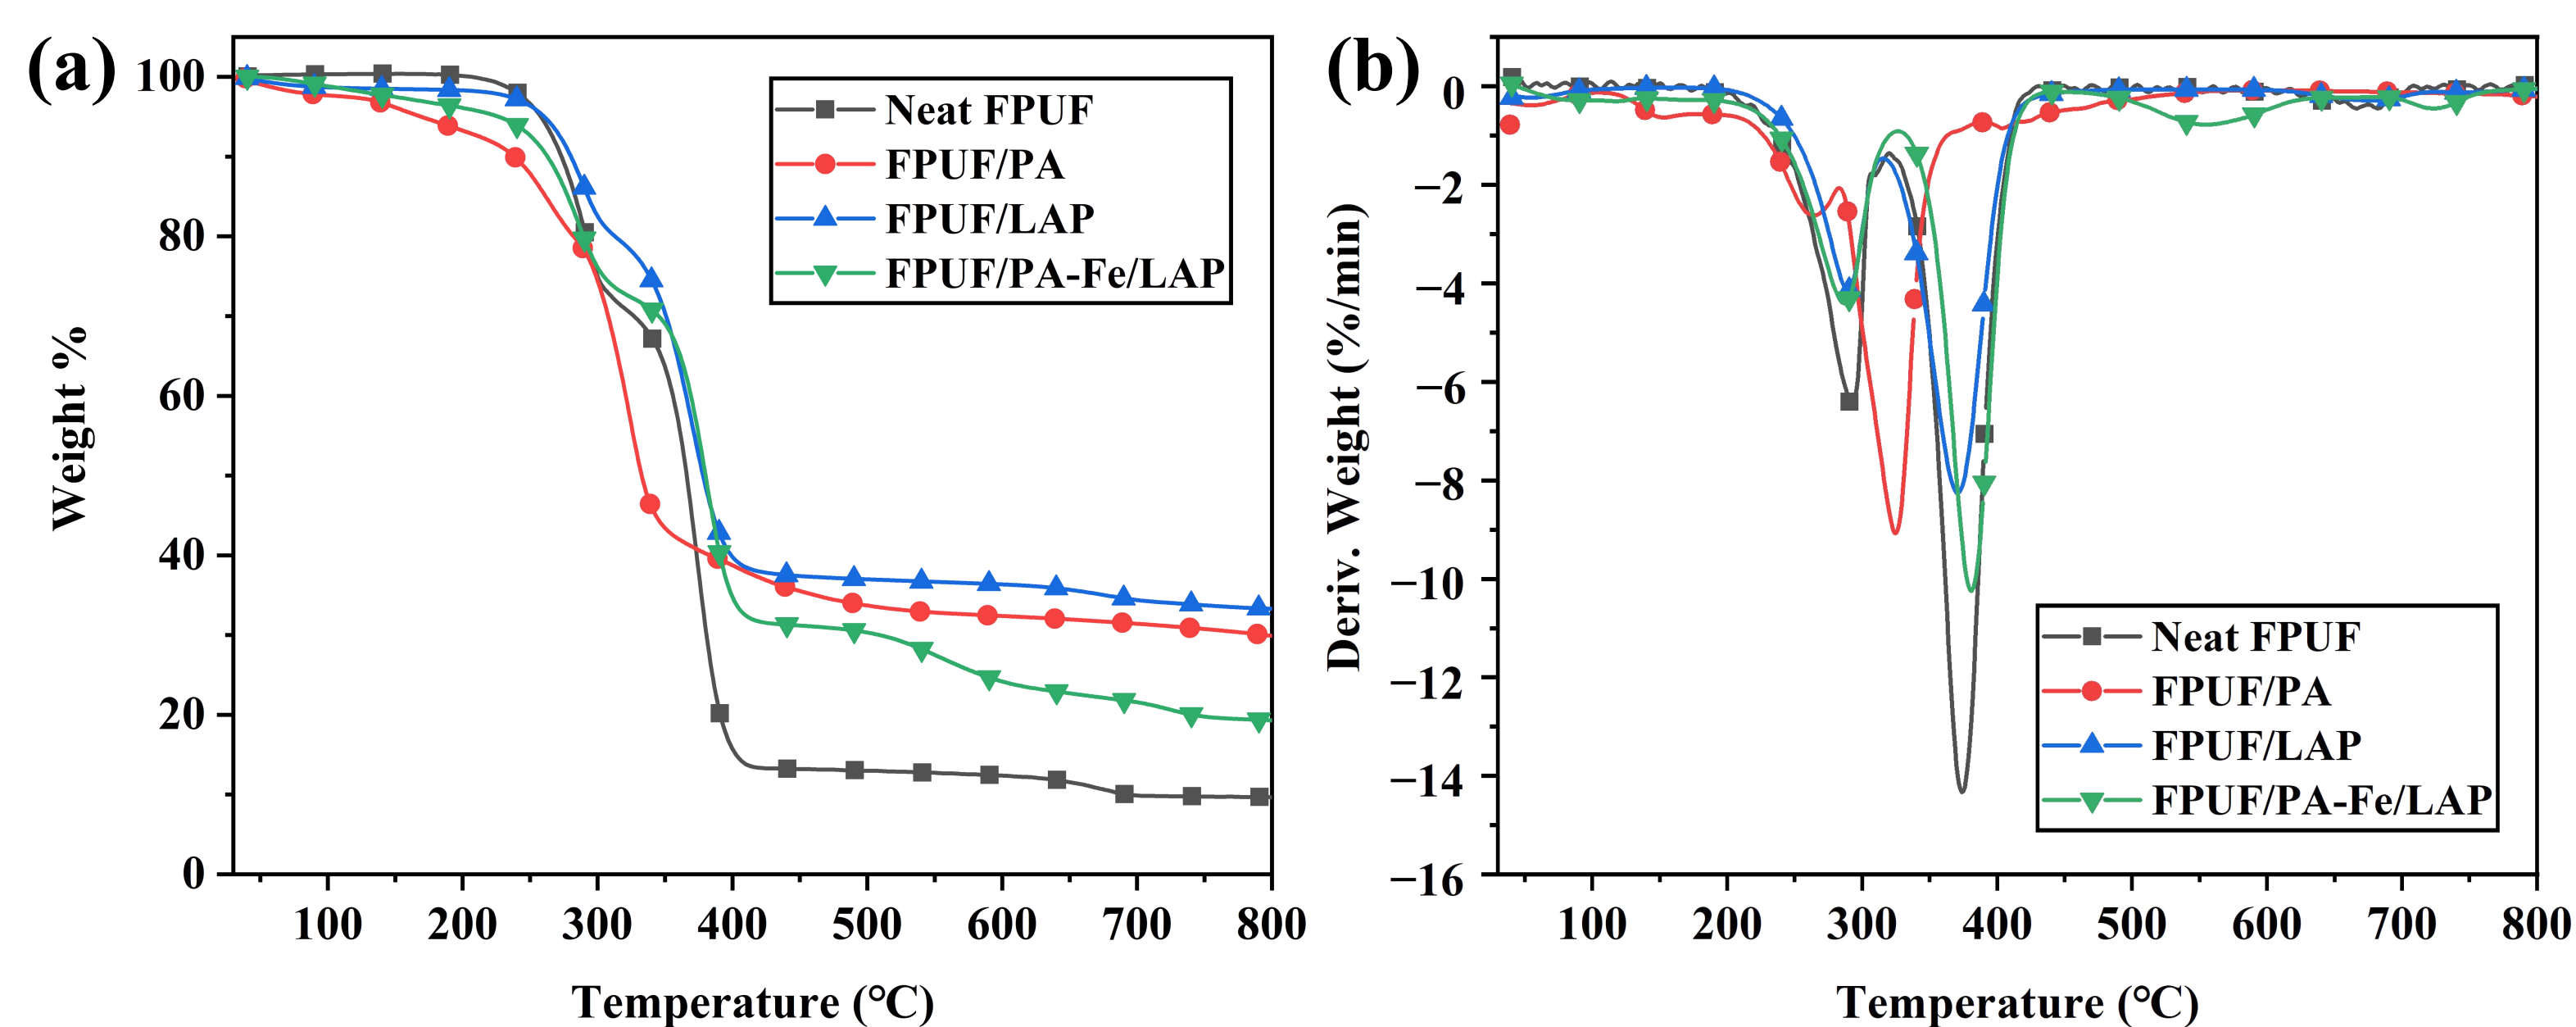 (a)
Weight %
100
80
60
40
20
0
100 200 300 400 500 600 700 800
Temperature (°C)
Neat FPUF
FPUF/PA
FPUF/LAP
FPUF/PA-Fe/LAP
(b)
Deriv. Weight (%/min)
0
−2
−4
−6
−8
−10
−12
−14
−16
100 200 300 400 500 600 700 800
Temperature (°C)
Neat FPUF
FPUF/PA
FPUF/LAP
FPUF/PA-Fe/LAP